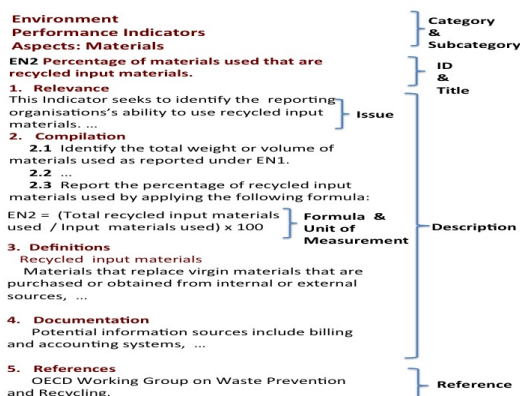 Environment
Performance Indicators
Aspects: Materials
Category
&
Subcategory
EN2 Percentage of materials used that are
recycled input materials.
ID
&
Title
1. Relevance
This Indicator seeks to identify the reporting
organisations's ability to use recycled input
materials. ...
Issue
2. Compilation
2.1 Identify the total weight or volume of
materials used as reported under EN1.
2.2 ...
2.3 Report the percentage of recycled input
materials used by applying the following formula:
EN2 = (Total recycled input materials
used / Input materials used) x 100
Formula &
Unit of
Measurement
Description
3. Definitions
Recycled input materials
Materials that replace virgin materials that are
purchased or obtained from internal or external
sources, ...
4. Documentation
Potential information sources include billing
and accounting systems, ...
5. References
OECD Working Group on Waste Prevention
and Recycling.
Reference